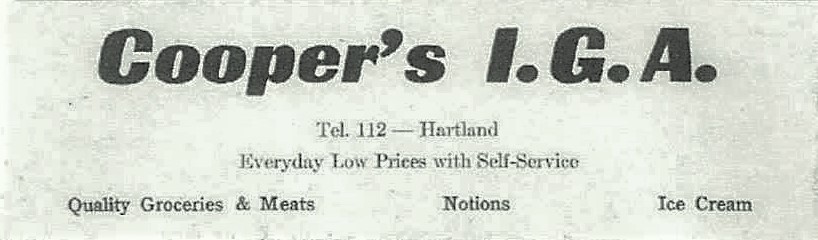 Cooper's I.G.A.
Tel. 112 — Hartland
Everyday Low Prices with Self-Service
Quality Groceries & Meats Notions Ice Cream